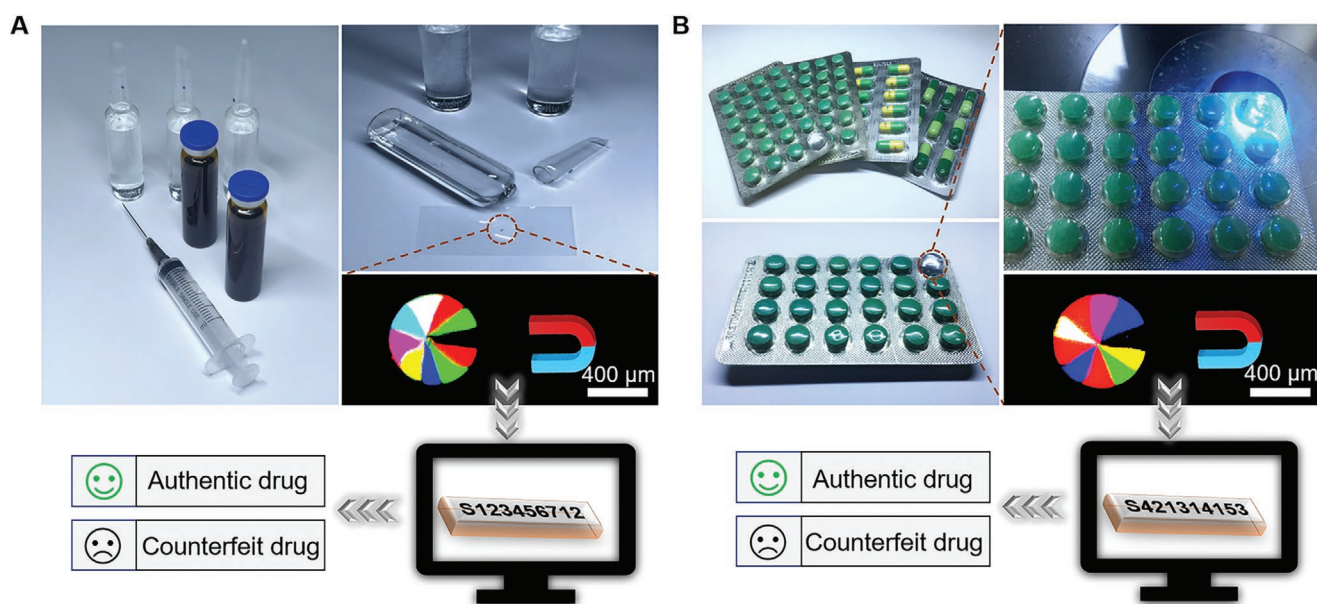 A
B
400 μm
400 μm
S123456712
Authentic drug
Counterfeit drug
S421314153
Authentic drug
Counterfeit drug